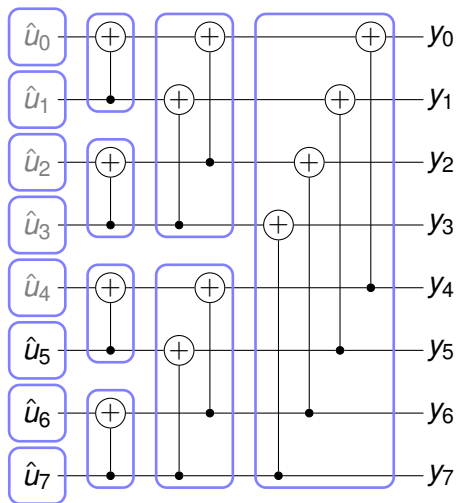 û₀ y₀
û₁ y₁
û₂ y₂
û₃ y₃
û₄ y₄
û₅ y₅
û₆ y₆
û₇ y₇